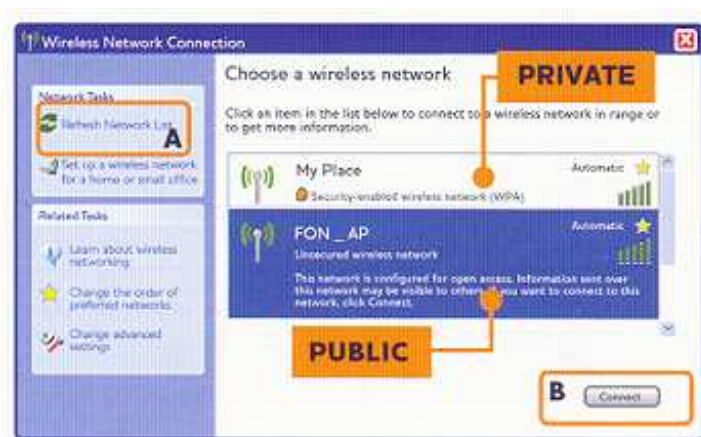 Wireless Network Connection
Network Tasks
Refresh Network List
A
Set up a wireless network
for a home or small office
Related Tasks
Learn about wireless
networking
Change the order of
preferred networks
Change advanced
settings
Choose a wireless network
PRIVATE
Click an item in the list below to connect to a wireless network in range or
to get more information.
My Place
Automatic
Security-enabled wireless network (WPA)
FON_AP
Automatic
Unsecured wireless network
This network is configured for open access. Information sent over
this network may be visible to others. If you want to connect to this
network, click Connect.
PUBLIC
B
Connect